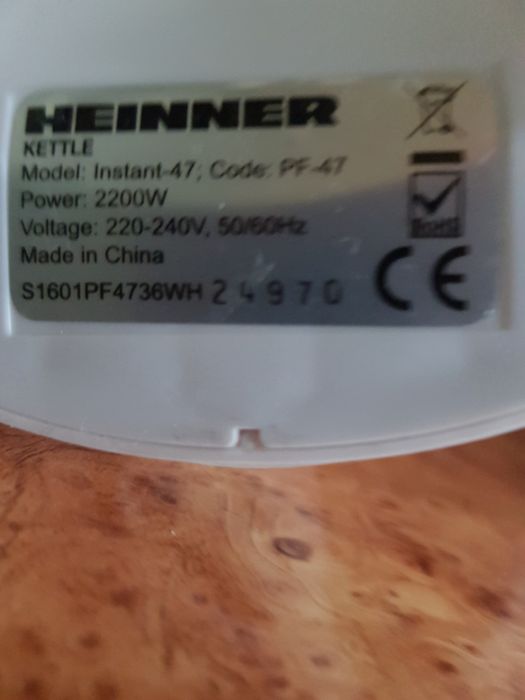 HEINNER
KETTLE
Model: Instant-47; Code: PF-47
Power: 2200W
Voltage: 220-240V, 50/60Hz
Made in China
S1601PF4736WH 24970
CE
RoHS